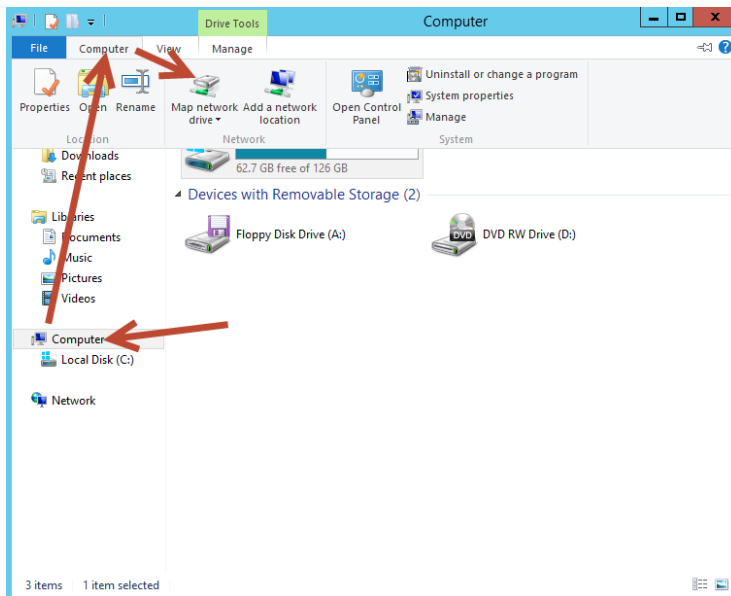 Drive Tools
Computer
File
Computer
View
Manage
Properties
Open
Rename
Map network
drive
Add a network
location
Open Control
Panel
Uninstall or change a program
System properties
Manage
Location
Network
System
Downloads
Recent places
62.7 GB free of 126 GB
Devices with Removable Storage (2)
Libraries
Documents
Floppy Disk Drive (A:)
DVD
DVD RW Drive (D:)
Music
Pictures
Videos
Computer
Local Disk (C:)
Network
3 items
1 item selected